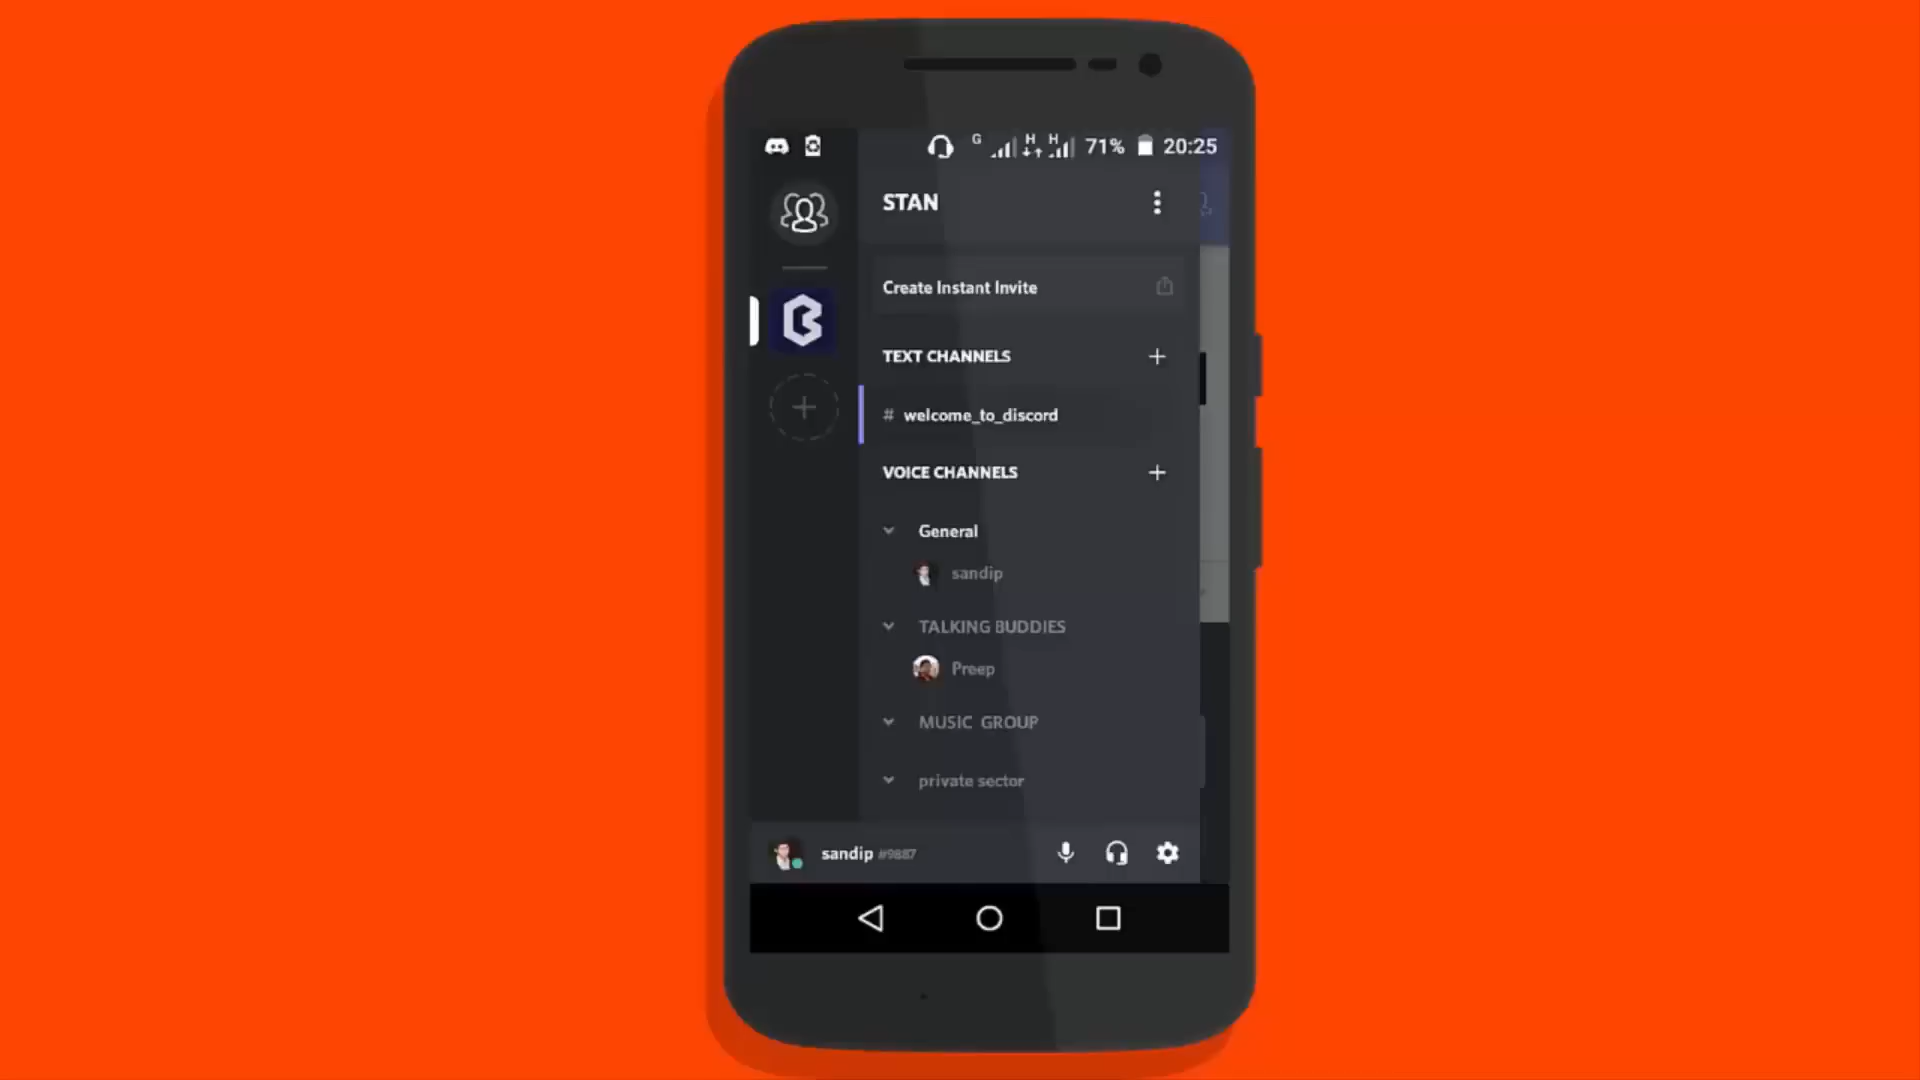 G H H 71% 20:25
STAN
Create Instant Invite
TEXT CHANNELS +
# welcome_to_discord
VOICE CHANNELS +
General
sandip
TALKING BUDDIES
Preep
MUSIC GROUP
private sector
sandip #9887